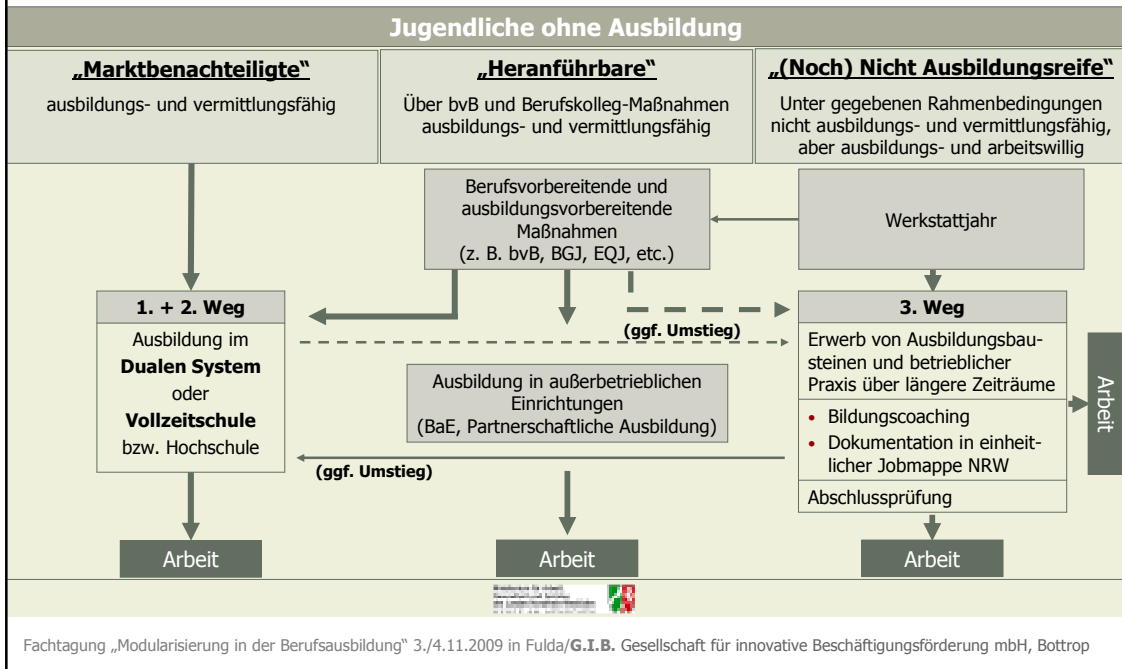 Jugendliche ohne Ausbildung
„Marktbenachteiligte“
ausbildungs- und vermittlungsfähig
„Heranführbare“
Über bvB und Berufskolleg-Maßnahmen
ausbildungs- und vermittlungsfähig
„(Noch) Nicht Ausbildungsreife“
Unter gegebenen Rahmenbedingungen
nicht ausbildungs- und vermittlungsfähig,
aber ausbildungs- und arbeitswillig
Berufsvorbereitende und
ausbildungsvorbereitende
Maßnahmen
(z. B. bvB, BGJ, EQJ, etc.)
Werkstattjahr
1. + 2. Weg
Ausbildung im
Dualen System
oder
Vollzeitschule
bzw. Hochschule
(ggf. Umstieg)
Ausbildung in außerbetrieblichen
Einrichtungen
(BaE, Partnerschaftliche Ausbildung)
(ggf. Umstieg)
3. Weg
Erwerb von Ausbildungsbau-
steinen und betrieblicher
Praxis über längere Zeiträume
• Bildungscoaching
• Dokumentation in einheit-
licher Jobmappe NRW
Abschlussprüfung
Arbeit
Arbeit
Arbeit
Arbeit
Fachtagung „Modularisierung in der Berufsausbildung“ 3./4.11.2009 in Fulda/G.I.B. Gesellschaft für innovative Beschäftigungsförderung mbH, Bottrop